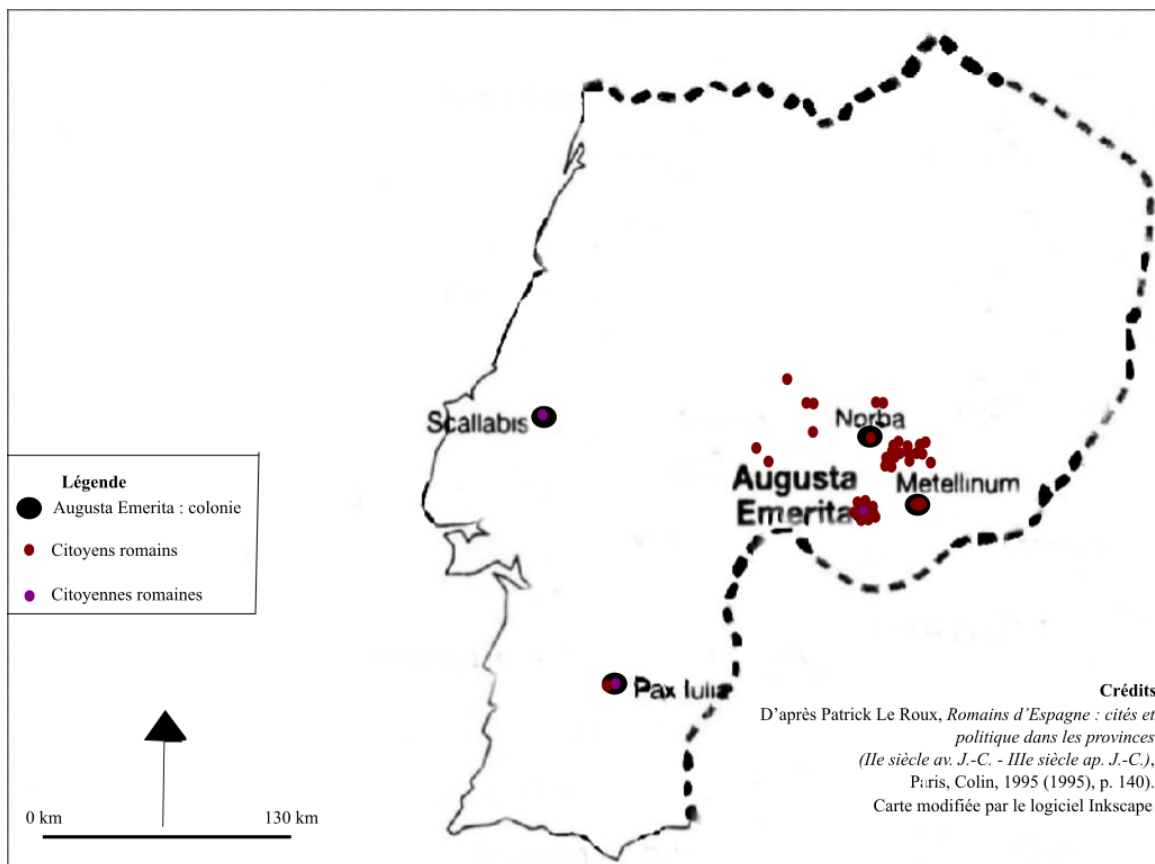 Norba
Scallabis
Augusta
Emerita
Metellinum
Légende
Augusta Emerita : colonie
Citoyens romains
Citoyennes romaines
Pax Iulia
Crédits
D'après Patrick Le Roux, Romains d'Espagne : cités et
politique dans les provinces
(IIe siècle av. J.-C. - IIIe siècle ap. J.-C.),
Paris, Colin, 1995 (1995), p. 140).
Carte modifiée par le logiciel Inkscape
0 km
130 km